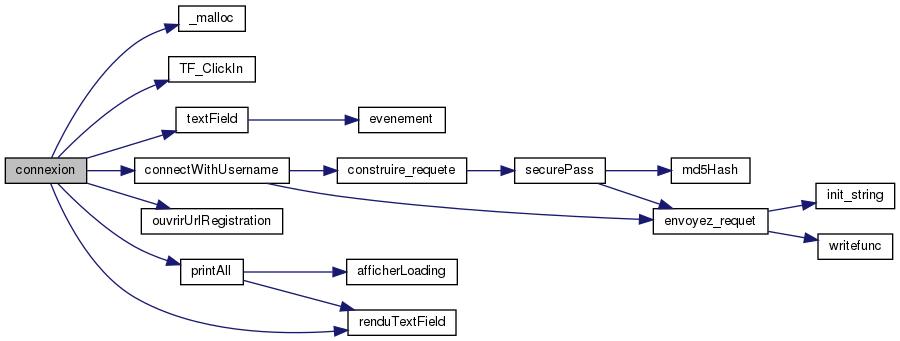 _malloc
TF_ClickIn
textField
evenement
connexion
connectWithUsername
construire_requete
securePass
md5Hash
init_string
ouvrirUrlRegistration
envoyez_requet
writefunc
printAll
afficherLoading
renduTextField